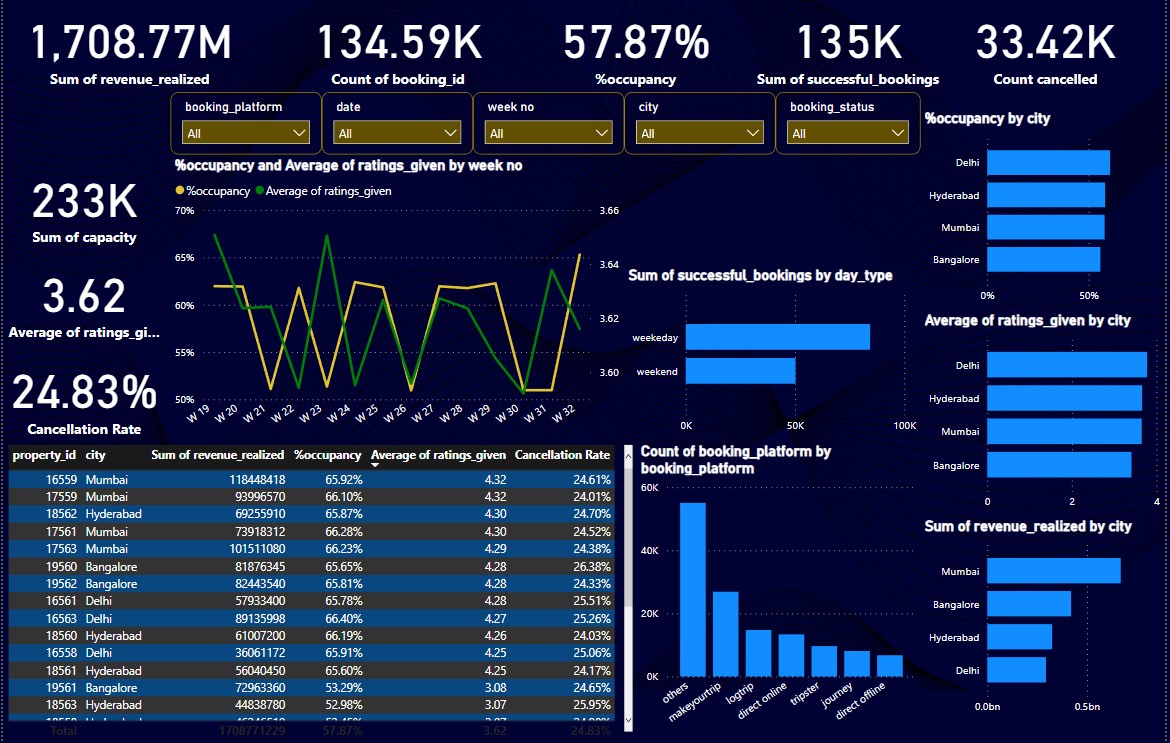 1,708.77M
Sum of revenue_realized
134.59K
Count of booking_id
57.87%
%occupancy
135K
Sum of successful_bookings
33.42K
Count cancelled
booking_platform
All
date
All
week no
All
city
All
booking_status
All
233K
Sum of capacity
3.62
Average of ratings_gi...
24.83%
Cancellation Rate
%occupancy and Average of ratings_given by week no
%occupancy Average of ratings_given
70%
65%
60%
55%
50%
3.66
3.64
3.62
3.60
W 19
W 20
W 21
W 22
W 23
W 24
W 25
W 26
W 27
W 28
W 29
W 30
W 31
W 32
Sum of successful_bookings by day_type
weekeday
weekend
0K 50K 100K
%occupancy by city
Delhi
Hyderabad
Mumbai
Bangalore
0% 50%
Average of ratings_given by city
Delhi
Hyderabad
Mumbai
Bangalore
0 2 4
Sum of revenue_realized by city
Mumbai
Bangalore
Hyderabad
Delhi
0.0bn 0.5bn
property_id city Sum of revenue_realized %occupancy Average of ratings_given Cancellation Rate
16559 Mumbai 118448418 65.92% 4.32 24.61%
17559 Mumbai 93996570 66.10% 4.32 24.01%
18562 Hyderabad 69255910 65.87% 4.30 24.70%
17561 Mumbai 73918312 66.28% 4.30 24.52%
17563 Mumbai 101511080 66.23% 4.29 24.38%
19560 Bangalore 81876345 65.65% 4.28 26.38%
19562 Bangalore 82443540 65.81% 4.28 24.33%
16561 Delhi 57933400 65.78% 4.28 25.51%
16563 Delhi 89135998 66.40% 4.27 25.26%
18560 Hyderabad 61007200 66.19% 4.26 24.03%
16558 Delhi 36061172 65.91% 4.25 25.06%
18561 Hyderabad 56040450 65.60% 4.25 24.17%
19561 Bangalore 72963360 53.29% 3.08 24.65%
18563 Hyderabad 44838780 52.98% 3.07 25.95%
Total 1708771229 57.87% 3.62 24.83%
Count of booking_platform by
booking_platform
60K
40K
20K
0K
others
makeyourtrip
logtrip
direct online
tripster
journey
direct offline